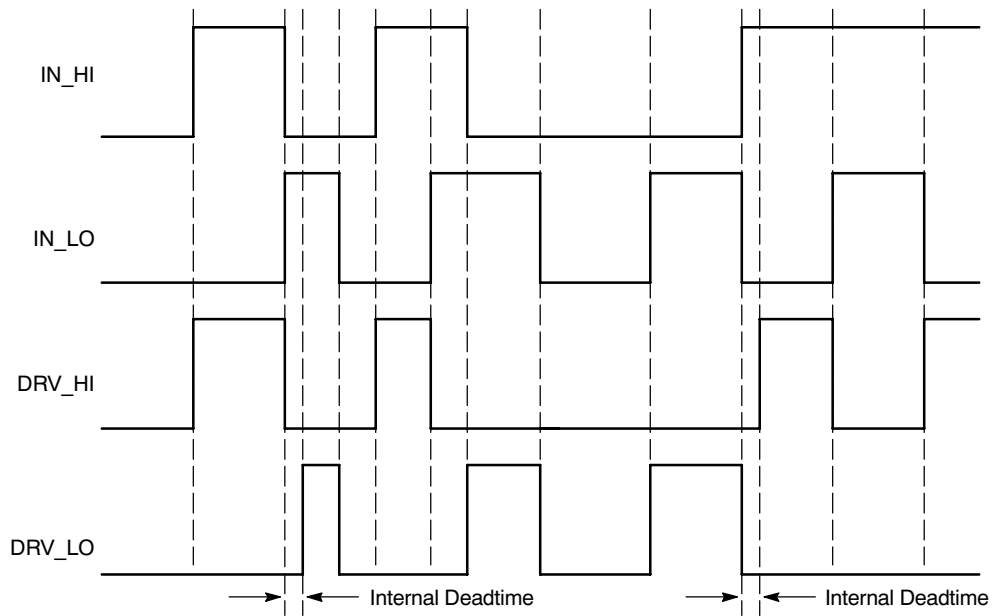 IN_HI
IN_LO
DRV_HI
DRV_LO
Internal Deadtime
Internal Deadtime